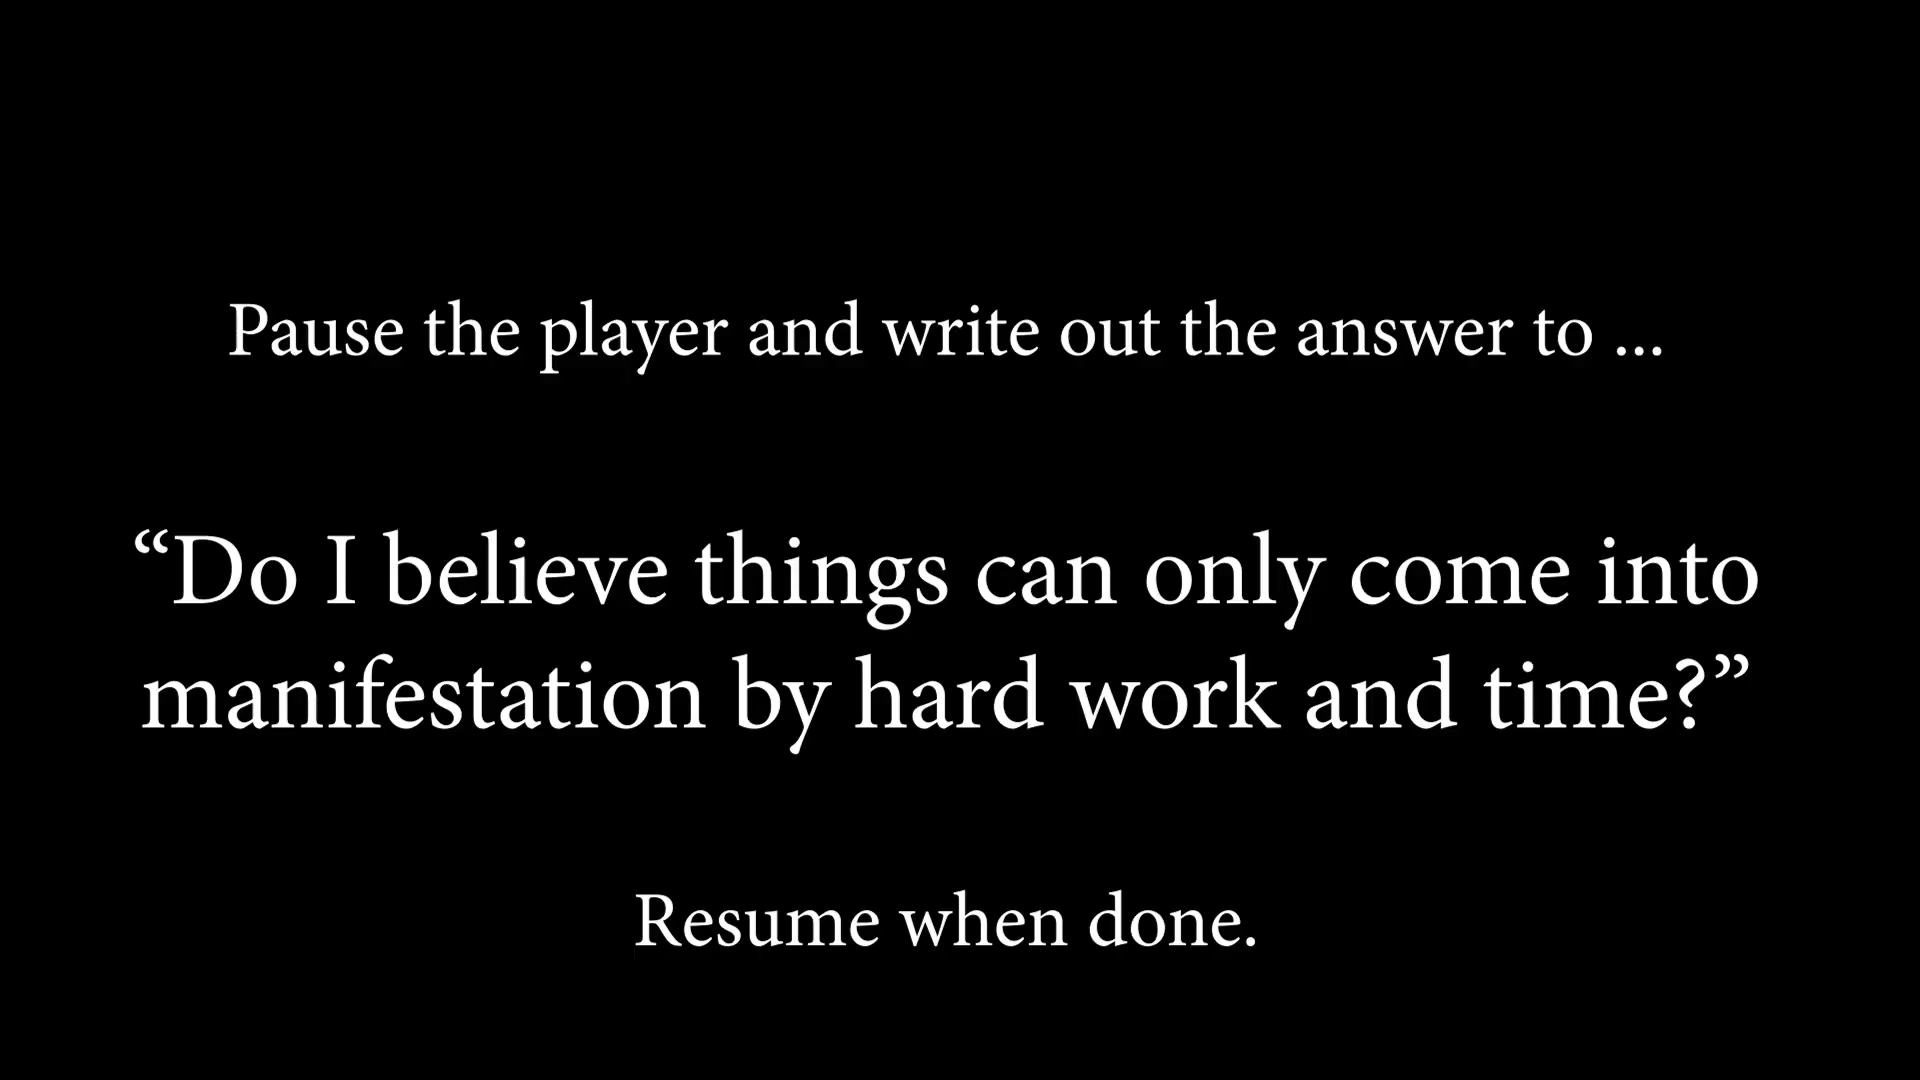 Pause the player and write out the answer to ...
“Do I believe things can only come into
manifestation by hard work and time?”
Resume when done.